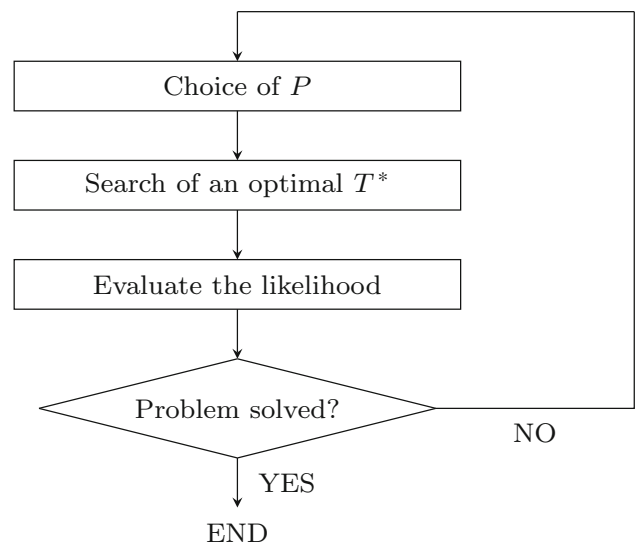 Choice of P
Search of an optimal T*
Evaluate the likelihood
Problem solved?
NO
YES
END